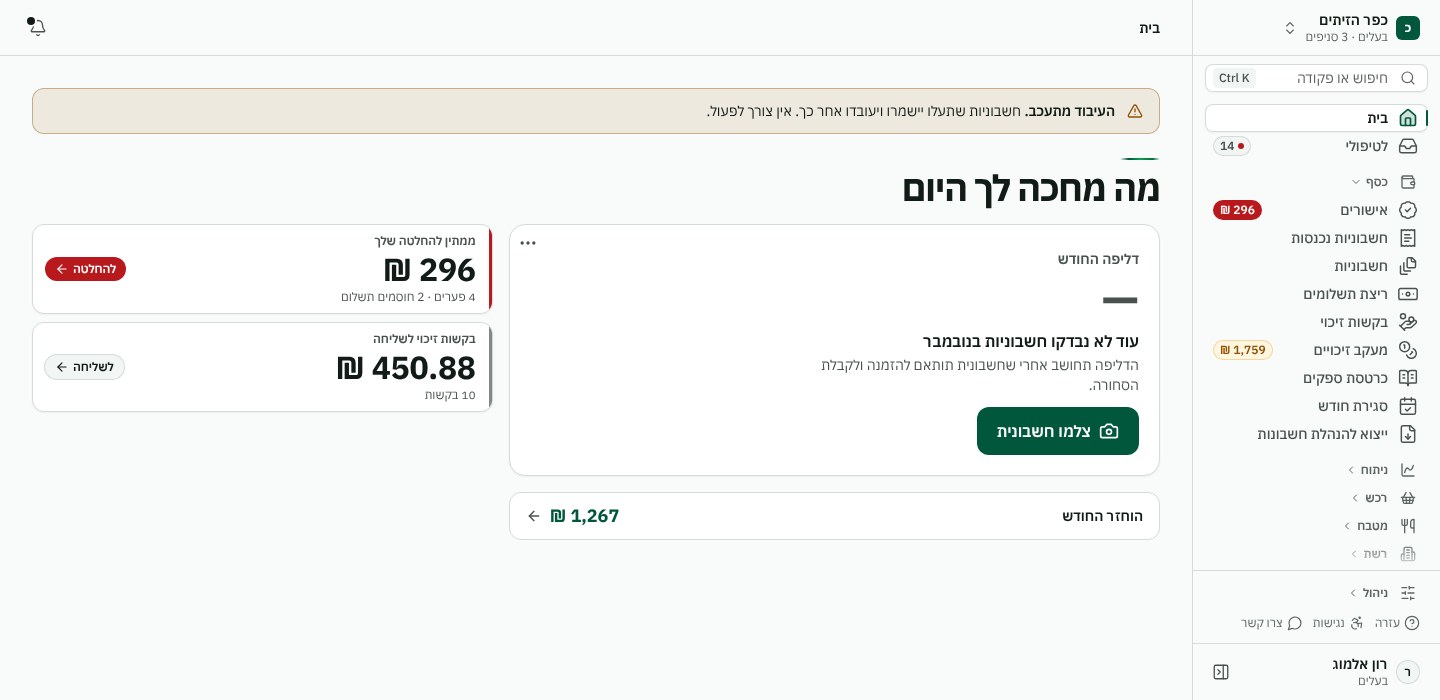 כ
כפר הזיתים
בעלים · 3 סניפים
חיפוש או פקודה
Ctrl K
בית
לטיפולי
14
כסף
אישורים
296 ₪
חשבוניות נכנסות
חשבוניות
ריצת תשלומים
בקשות זיכוי
מעקב זיכויים
1,759 ₪
כרטסת ספקים
סגירת חודש
ייצוא להנהלת חשבונות
ניתוח
רכש
מטבח
רשת
ניהול
עזרה
נגישות
צרו קשר
ר
רון אלמוג
בעלים
בית
העיבוד מתעכב. חשבוניות שתעלו יישמרו ויעובדו אחר כך. אין צורך לפעול.
מה מחכה לך היום
דליפה החודש
עוד לא נבדקו חשבוניות בנובמבר
הדליפה תחושב אחרי שחשבונית תותאם להזמנה ולקבלת
הסחורה.
צלמו חשבונית
הוחזר החודש
1,267 ₪
ממתין להחלטה שלך
296 ₪
4 פערים · 2 חוסמים תשלום
להחלטה
בקשות זיכוי לשליחה
450.88 ₪
10 בקשות
לשליחה